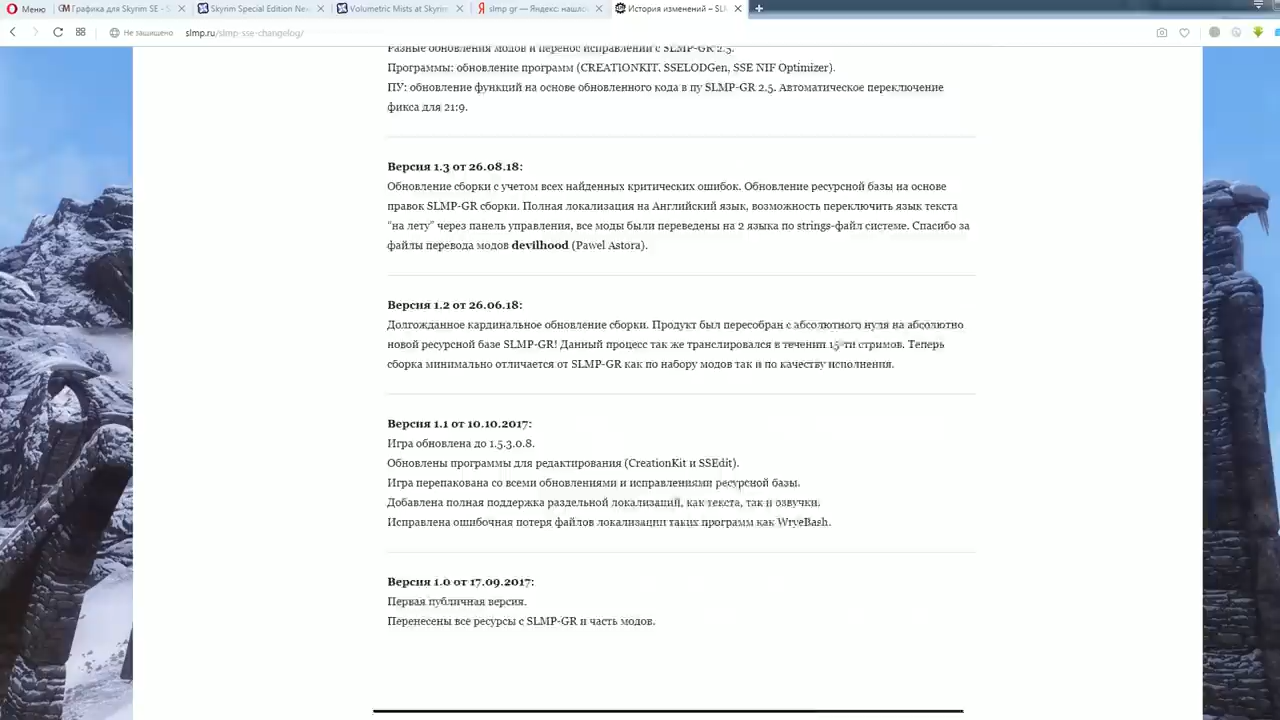 Меню
Графика для Skyrim SE - S
Skyrim Special Edition Nex
Volumetric Mists at Skyrim
slmp gr — Яндекс: нашлос
История изменений – SLM
Не защищено
slmp.ru/slmp-sse-changelog/
Разные обновления модов и перенос исправлений с SLMP-GR 2.5.
Программы: обновление программ (CREATIONKIT, SSELODGen, SSE NIF Optimizer).
ПУ: обновление функций на основе обновленного кода в пу SLMP-GR 2.5. Автоматическое переключение
фикса для 21:9.
Версия 1.3 от 26.08.18:
Обновление сборки с учетом всех найденных критических ошибок. Обновление ресурсной базы на основе
правок SLMP-GR сборки. Полная локализация на Английский язык, возможность переключить язык текста
“на лету” через панель управления, все моды были переведены на 2 языка по strings-файл системе. Спасибо за
файлы перевода модов devilhood (Pawel Astora).
Версия 1.2 от 26.06.18:
Долгожданное кардинальное обновление сборки. Продукт был пересобран с абсолютного нуля на абсолютно
новой ресурсной базе SLMP-GR! Данный процесс так же транслировался в течении 15-ти стримов. Теперь
сборка минимально отличается от SLMP-GR как по набору модов так и по качеству исполнения.
Версия 1.1 от 10.10.2017:
Игра обновлена до 1.5.3.0.8.
Обновлены программы для редактирования (CreationKit и SSEdit).
Игра перепакована со всеми обновлениями и исправлениями ресурсной базы.
Добавлена полная поддержка раздельной локализации, как текста, так и озвучки.
Исправлена ошибочная потеря файлов локализации таких программ как WryeBash.
Версия 1.0 от 17.09.2017:
Первая публичная версия.
Перенесены все ресурсы с SLMP-GR и часть модов.